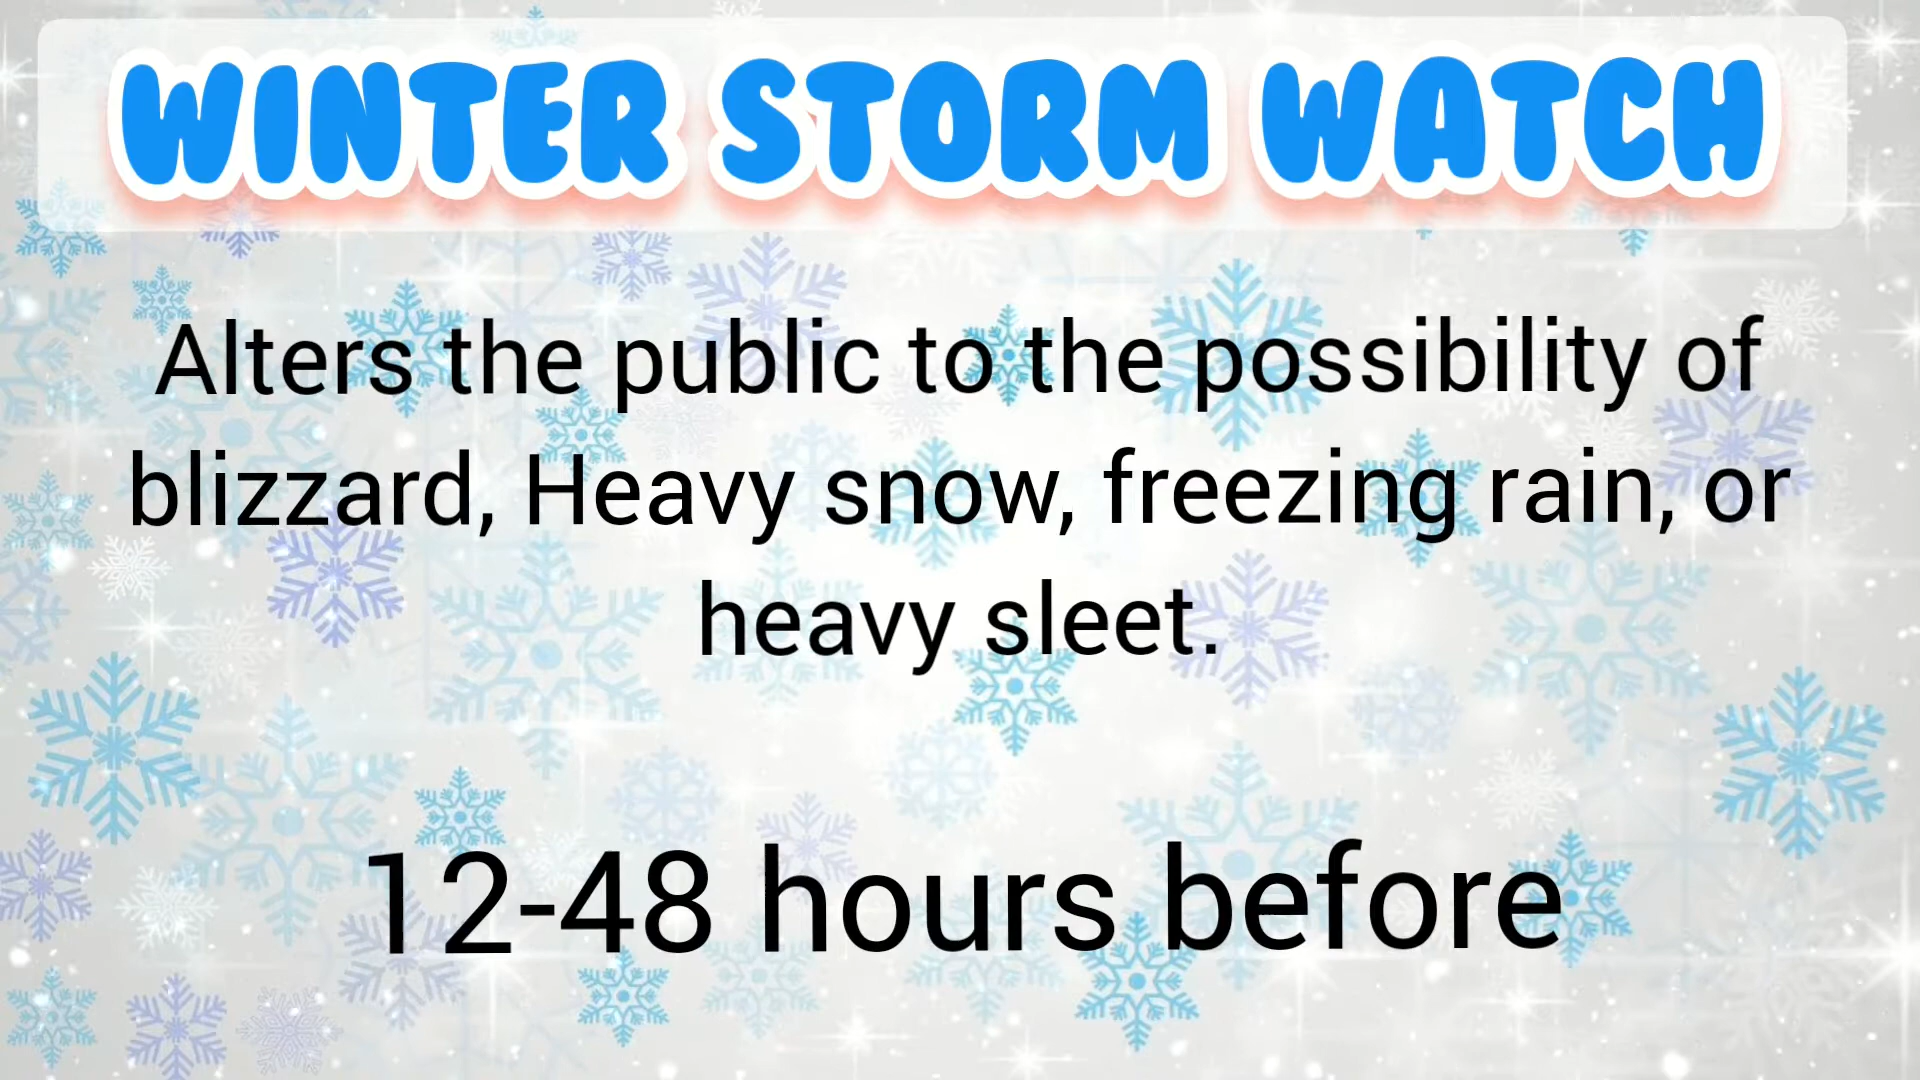 WINTER STORM WATCH
Alters the public to the possibility of
blizzard, Heavy snow, freezing rain, or
heavy sleet.
12-48 hours before